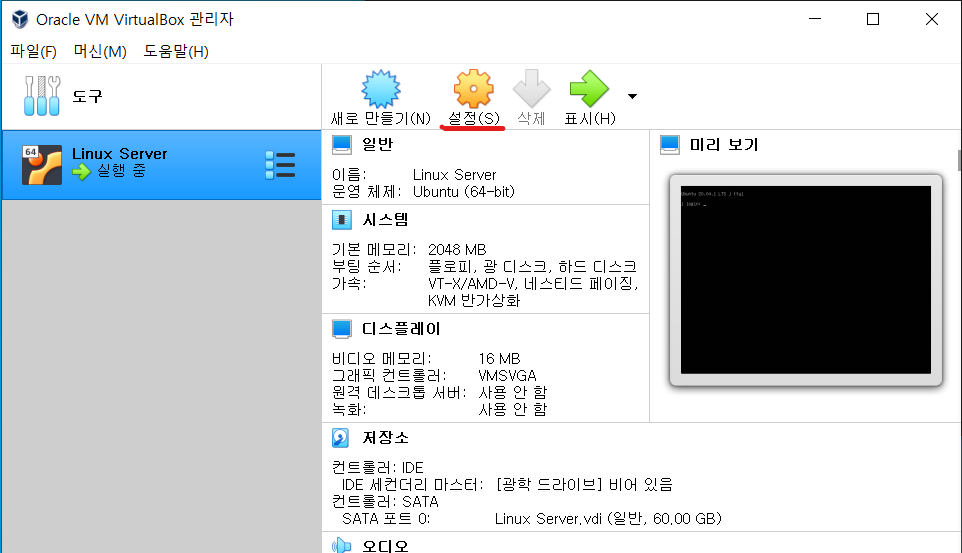 Oracle VM VirtualBox 관리자
파일(F) 머신(M) 도움말(H)
도구
새로 만들기(N) 설정(S) 삭제 표시(H)
64
Linux Server
실행 중
일반
이름: Linux Server
운영 체제: Ubuntu (64-bit)
시스템
기본 메모리: 2048 MB
부팅 순서: 플로피, 광 디스크, 하드 디스크
가속: VT-X/AMD-V, 네스티드 페이징,
KVM 반가상화
디스플레이
비디오 메모리: 16 MB
그래픽 컨트롤러: VMSVGA
원격 데스크톱 서버: 사용 안 함
녹화: 사용 안 함
미리 보기
Ubuntu 20.04.1 LTS
login: _
저장소
컨트롤러: IDE
IDE 세컨더리 마스터: [광학 드라이브] 비어 있음
컨트롤러: SATA
SATA 포트 0: Linux Server.vdi (일반, 60.00 GB)
오디오